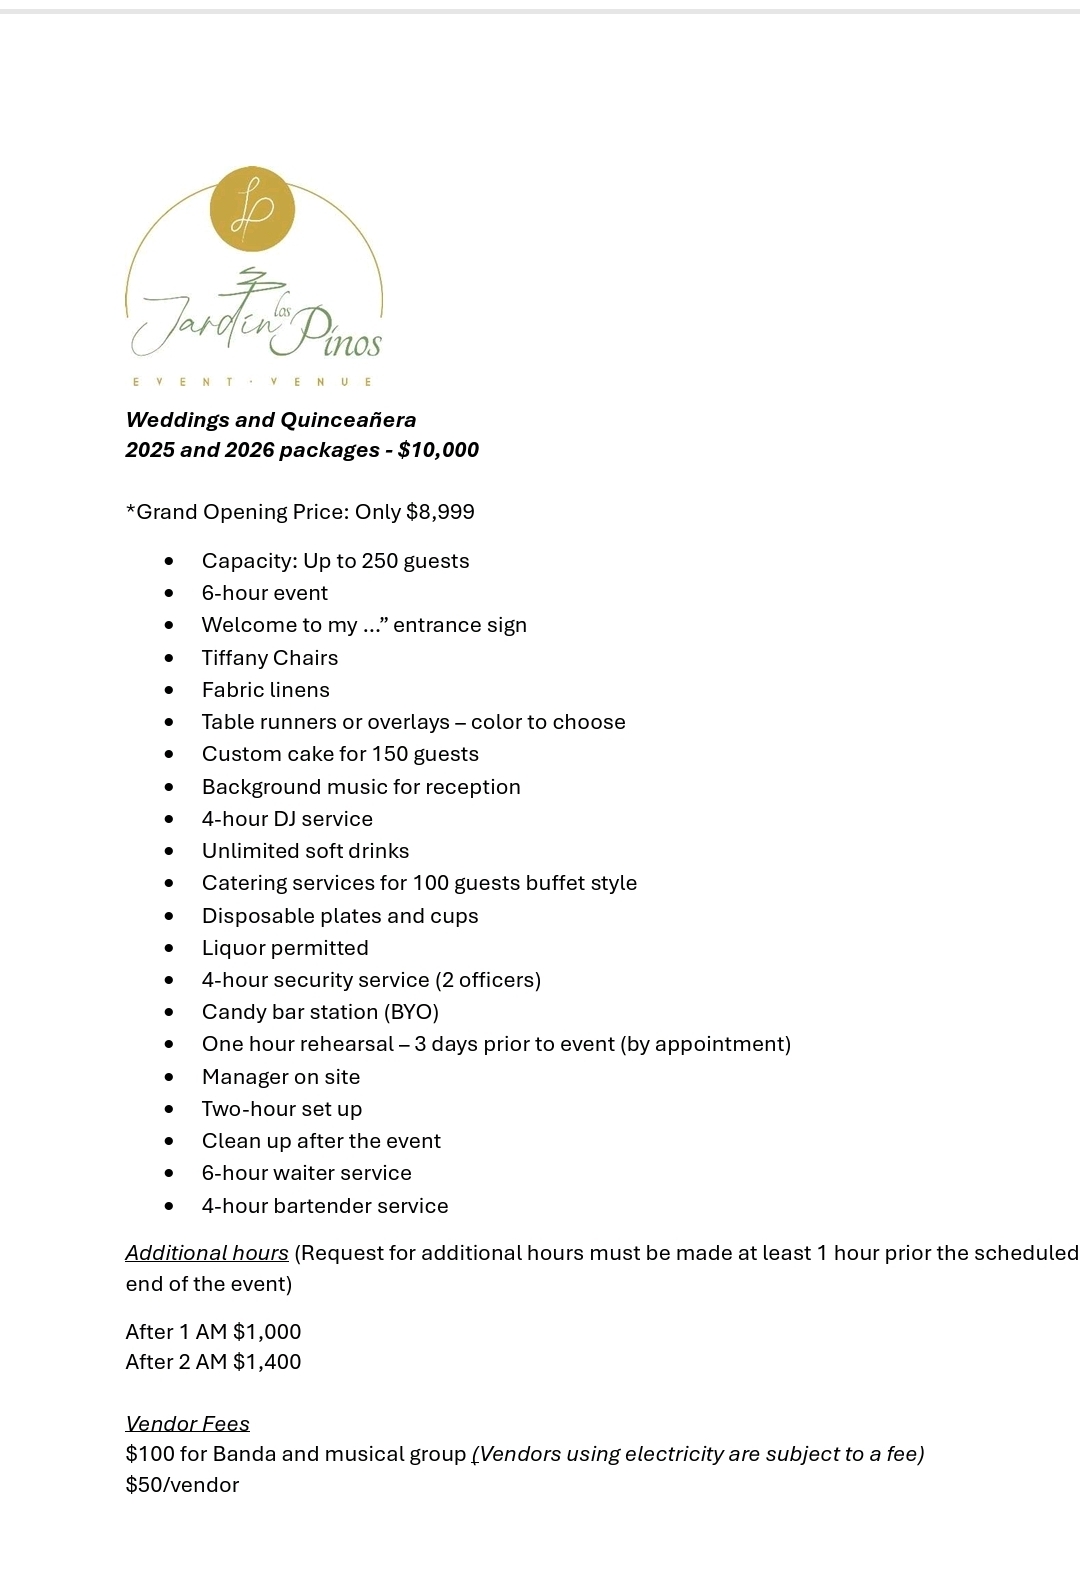 LP
Jardín los Pinos
EVENT · VENUE
Weddings and Quinceañera
2025 and 2026 packages - $10,000
*Grand Opening Price: Only $8,999
• Capacity: Up to 250 guests
• 6-hour event
• Welcome to my ...” entrance sign
• Tiffany Chairs
• Fabric linens
• Table runners or overlays – color to choose
• Custom cake for 150 guests
• Background music for reception
• 4-hour DJ service
• Unlimited soft drinks
• Catering services for 100 guests buffet style
• Disposable plates and cups
• Liquor permitted
• 4-hour security service (2 officers)
• Candy bar station (BYO)
• One hour rehearsal – 3 days prior to event (by appointment)
• Manager on site
• Two-hour set up
• Clean up after the event
• 6-hour waiter service
• 4-hour bartender service
Additional hours (Request for additional hours must be made at least 1 hour prior the scheduled
end of the event)
After 1 AM $1,000
After 2 AM $1,400
Vendor Fees
$100 for Banda and musical group (Vendors using electricity are subject to a fee)
$50/vendor